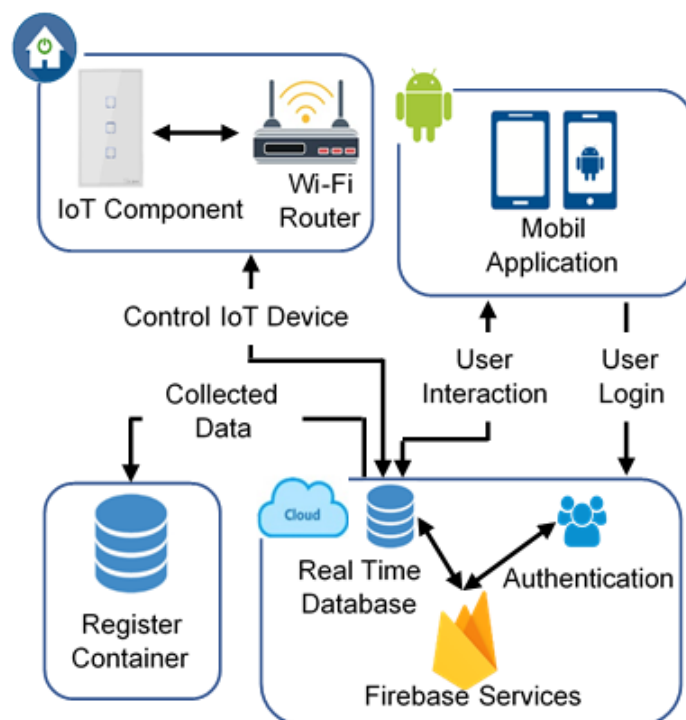 IoT Component
Wi-Fi
Router
Mobil
Application
Control IoT Device
User
Interaction
User
Login
Collected
Data
Cloud
Real Time
Database
Authentication
Register
Container
Firebase Services